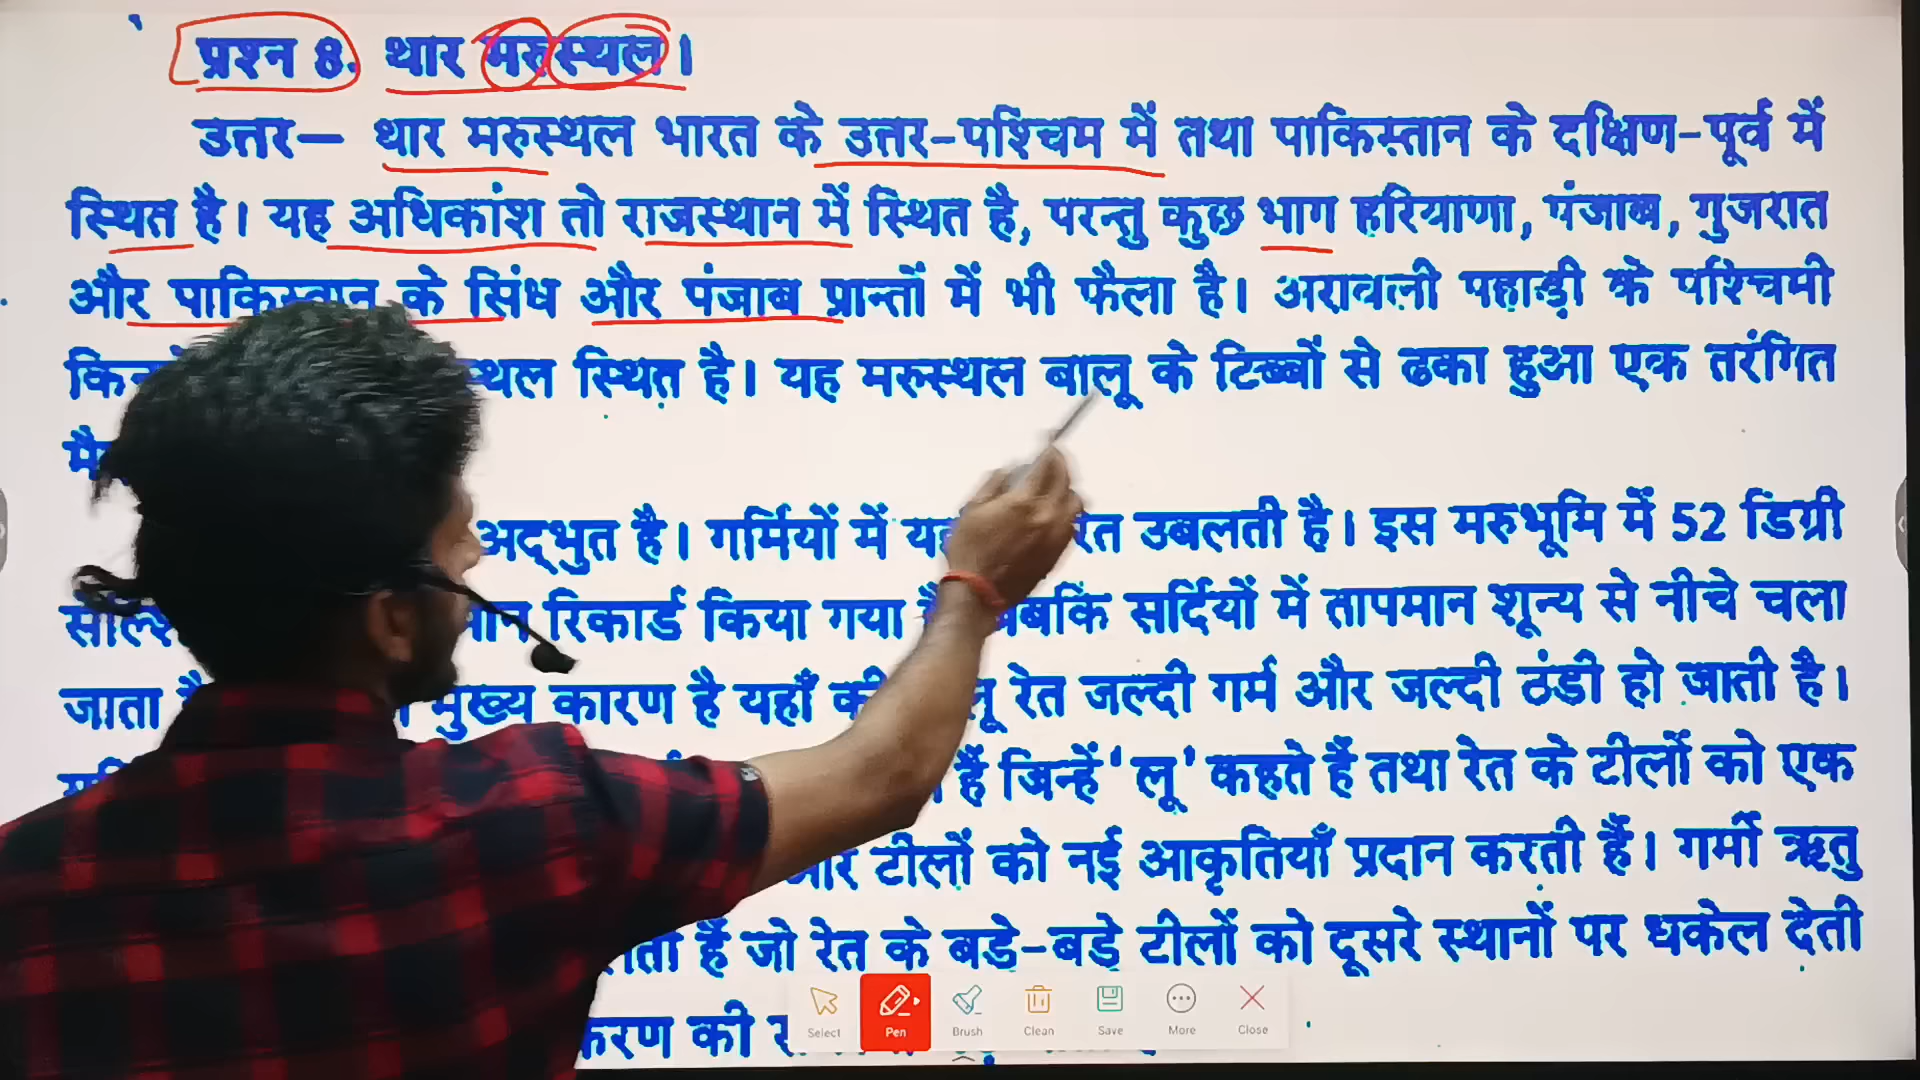 प्रश्न 8. थार मरुस्थल।
उत्तर— थार मरुस्थल भारत के उत्तर-पश्चिम में तथा पाकिस्तान के दक्षिण-पूर्व में
स्थित है। यह अधिकांश तो राजस्थान में स्थित है, परन्तु कुछ भाग हरियाणा, पंजाब, गुजरात
और पाकिस्तान के सिंध और पंजाब प्रान्तों में भी फैला है। अरावली पहाड़ी के पश्चिमी
स्थित है। यह मरुस्थल बालू के टिब्बों से ढका हुआ एक तरंगित
अद्भुत है। गर्मियों में रेत उबलती है। इस मरुभूमि में 52 डिग्री
रिकार्ड किया गया जबकि सर्दियों में तापमान शून्य से नीचे चला
जाता मुख्य कारण है यहाँ की रेत जल्दी गर्म और जल्दी ठंडी हो जाती है।
हैं जिन्हें 'लू' कहते हैं तथा रेत के टीलों को एक
और टीलों को नई आकृतियाँ प्रदान करती हैं। गर्मी ऋतु
हैं जो रेत के बड़े-बड़े टीलों को दूसरे स्थानों पर धकेल देती
की
Select Pen Brush Clean Save More Close